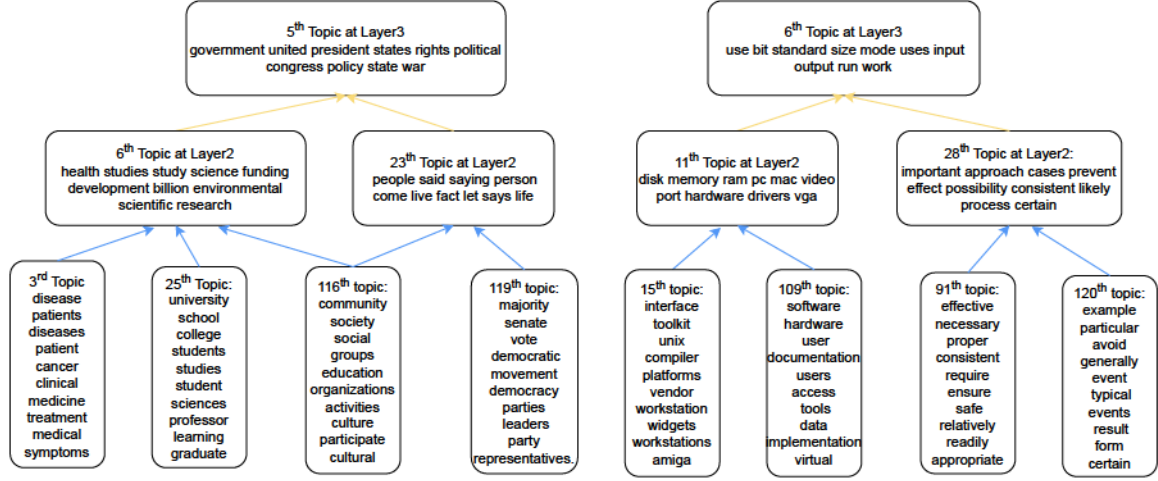 5th Topic at Layer3
government united president states rights political
congress policy state war
6th Topic at Layer3
use bit standard size mode uses input
output run work
6th Topic at Layer2
health studies study science funding
development billion environmental
scientific research
23th Topic at Layer2
people said saying person
come live fact let says life
11th Topic at Layer2
disk memory ram pc mac video
port hardware drivers vga
28th Topic at Layer2:
important approach cases prevent
effect possibility consistent likely
process certain
3rd Topic
disease
patients
diseases
patient
cancer
clinical
medicine
treatment
medical
symptoms
25th Topic:
university
school
college
students
studies
student
sciences
professor
learning
graduate
116th topic:
community
society
social
groups
education
organizations
activities
culture
participate
cultural
119th topic:
majority
senate
vote
democratic
movement
democracy
parties
leaders
party
representatives.
15th topic:
interface
toolkit
unix
compiler
platforms
vendor
workstation
widgets
workstations
amiga
109th topic:
software
hardware
user
documentation
users
access
tools
data
implementation
virtual
91th topic:
effective
necessary
proper
consistent
require
ensure
safe
relatively
readily
appropriate
120th topic:
example
particular
avoid
generally
event
typical
events
result
form
certain